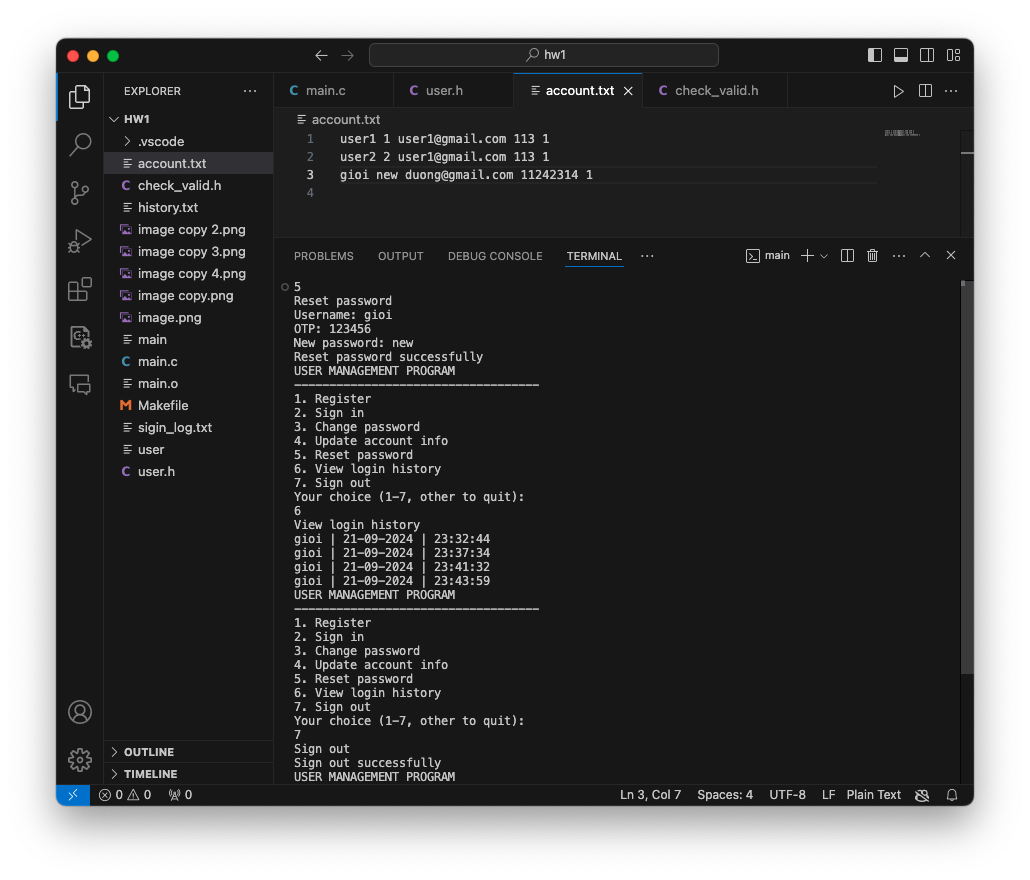 hw1
EXPLORER
HW1
.vscode
account.txt
check_valid.h
history.txt
image copy 2.png
image copy 3.png
image copy 4.png
image copy.png
image.png
main
main.c
main.o
Makefile
sigin_log.txt
user
user.h
OUTLINE
TIMELINE
main.c user.h account.txt check_valid.h
account.txt
1 user1 1 user1@gmail.com 113 1
2 user2 2 user1@gmail.com 113 1
3 gioi new duong@gmail.com 11242314 1
4
PROBLEMS OUTPUT DEBUG CONSOLE TERMINAL main
5
Reset password
Username: gioi
OTP: 123456
New password: new
Reset password successfully
USER MANAGEMENT PROGRAM
-----------------------------------
1. Register
2. Sign in
3. Change password
4. Update account info
5. Reset password
6. View login history
7. Sign out
Your choice (1-7, other to quit):
6
View login history
gioi | 21-09-2024 | 23:32:44
gioi | 21-09-2024 | 23:37:34
gioi | 21-09-2024 | 23:41:32
gioi | 21-09-2024 | 23:43:59
USER MANAGEMENT PROGRAM
-----------------------------------
1. Register
2. Sign in
3. Change password
4. Update account info
5. Reset password
6. View login history
7. Sign out
Your choice (1-7, other to quit):
7
Sign out
Sign out successfully
USER MANAGEMENT PROGRAM
0 0 0 Ln 3, Col 7 Spaces: 4 UTF-8 LF Plain Text